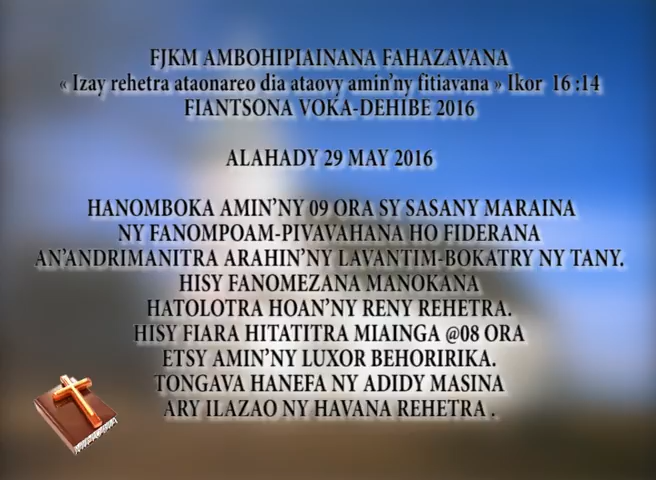 FJKM AMBOHIPIAINANA FAHAZAVANA
« Izay rehetra ataonareo dia ataovy amin'ny fitiavana » Ikor 16 :14
FIANTSONA VOKA-DEHIBE 2016
ALAHADY 29 MAY 2016
HANOMBOKA AMIN'NY 09 ORA SY SASANY MARAINA
NY FANOMPOAM-PIVAVAHANA HO FIDERANA
AN'ANDRIMANITRA ARAHIN'NY LAVANTIM-BOKATRY NY TANY.
HISY FANOMEZANA MANOKANA
HATOLOTRA HOAN'NY RENY REHETRA.
HISY FIARA HITATITRA MIAINGA @08 ORA
ETSY AMIN'NY LUXOR BEHORIRIKA.
TONGAVA HANEFA NY ADIDY MASINA
ARY ILAZAO NY HAVANA REHETRA .